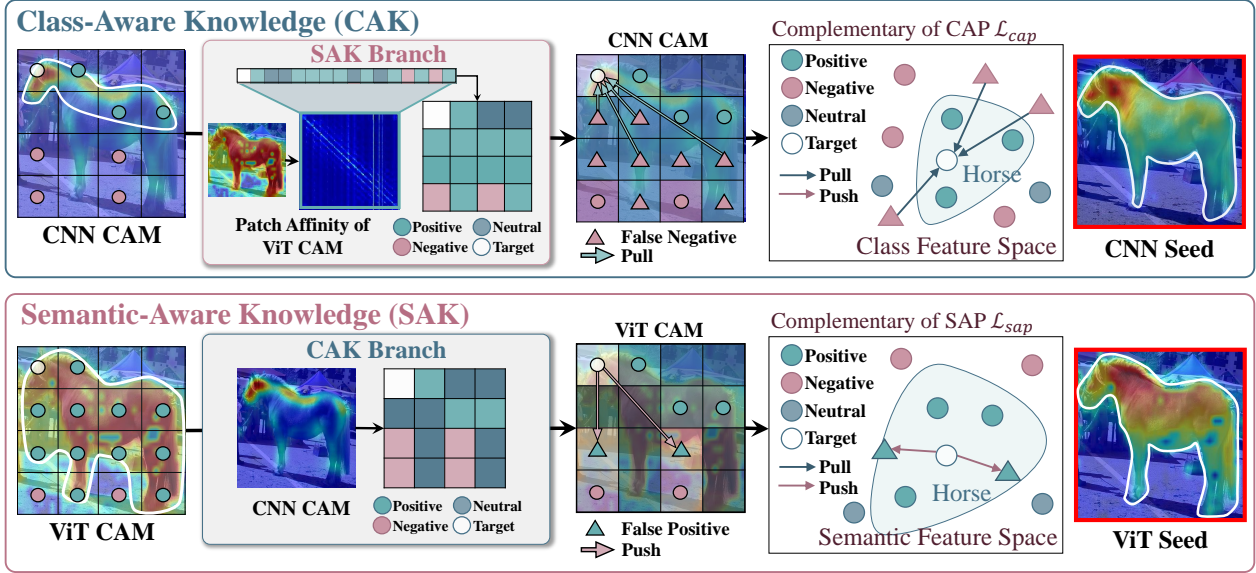 Class-Aware Knowledge (CAK)
SAK Branch
CNN CAM
Patch Affinity of
ViT CAM
Positive
Neutral
Negative
Target
CNN CAM
False Negative
Pull
Complementary of CAP ℒcap
Positive
Negative
Neutral
Target
Pull
Push
Horse
Class Feature Space
CNN Seed
Semantic-Aware Knowledge (SAK)
ViT CAM
CAK Branch
CNN CAM
Positive
Neutral
Negative
Target
ViT CAM
False Positive
Push
Complementary of SAP ℒsap
Positive
Negative
Neutral
Target
Pull
Push
Horse
Semantic Feature Space
ViT Seed